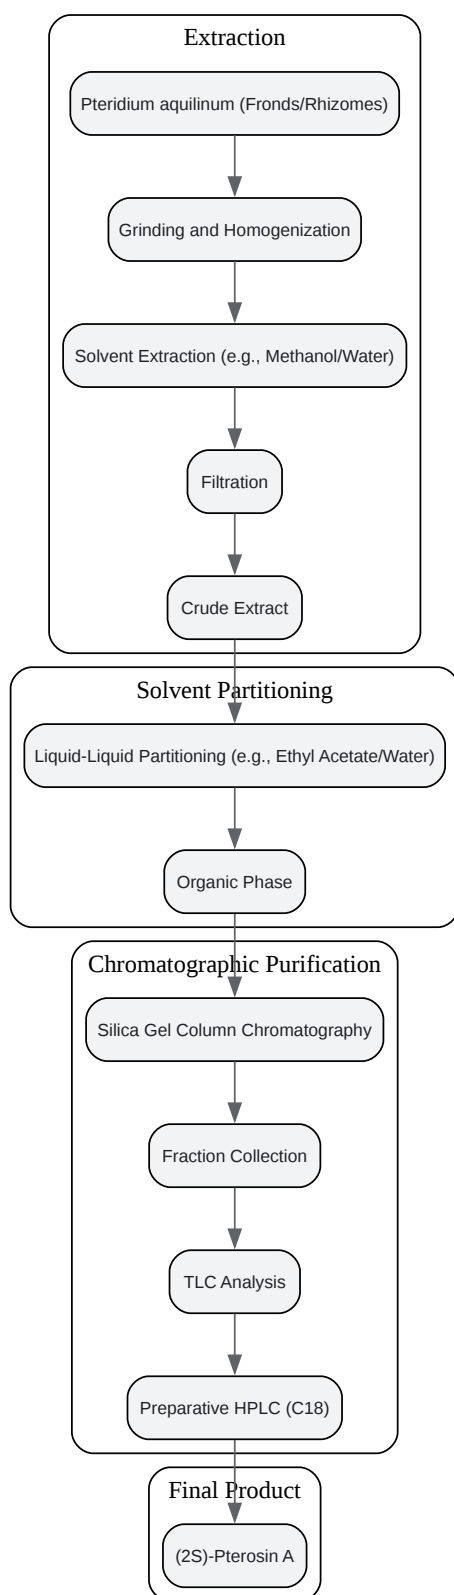 Extraction
Pteridium aquilinum (Fronds/Rhizomes)
Grinding and Homogenization
Solvent Extraction (e.g., Methanol/Water)
Filtration
Crude Extract
Solvent Partitioning
Liquid-Liquid Partitioning (e.g., Ethyl Acetate/Water)
Organic Phase
Chromatographic Purification
Silica Gel Column Chromatography
Fraction Collection
TLC Analysis
Preparative HPLC (C18)
Final Product
(2S)-Pterosin A